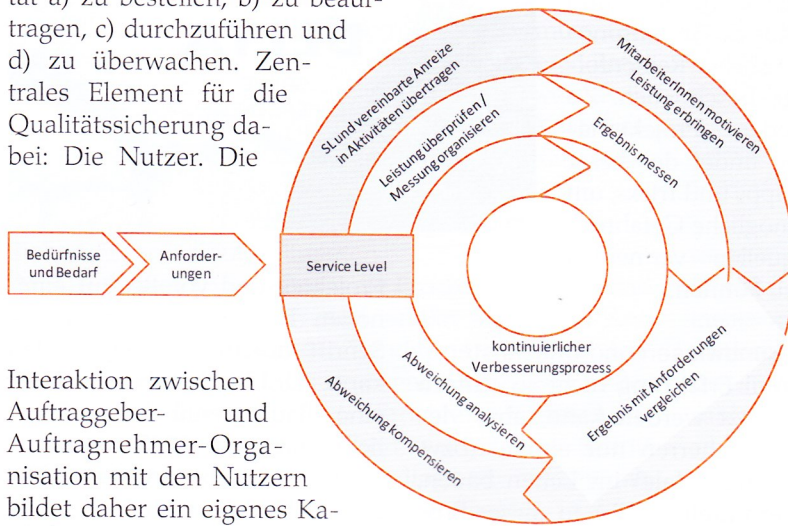 tät a) zu bestellen, b) zu beauf-
tragen, c) durchzuführen und
d) zu überwachen. Zen-
trales Element für die
Qualitätssicherung da-
bei: Die Nutzer. Die
SL und vereinbarte Anreize
in Aktivitäten übertragen
MitarbeiterInnen motivieren
Leistung erbringen
Leistung überprüfen /
Messung organisieren
Ergebnis messen
Bedürfnisse
und Bedarf
Anforder-
ungen
Service Level
kontinuierlicher
Verbesserungsprozess
Ergebnis mit Anforderungen
vergleichen
Abweichung analysieren
Abweichung kompensieren
Interaktion zwischen
Auftraggeber- und
Auftragnehmer-Orga-
nisation mit den Nutzern
bildet daher ein eigenes Ka-